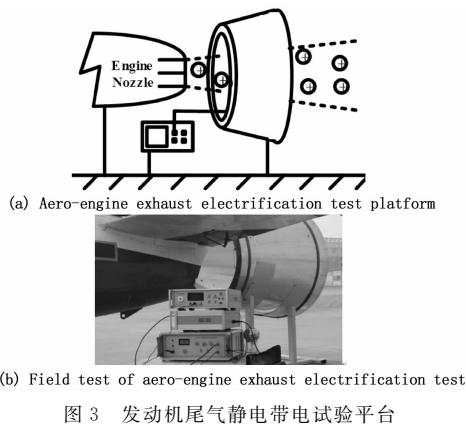 Engine
Nozzle
(a) Aero-engine exhaust electrification test platform
(b) Field test of aero-engine exhaust electrification test
图 3 发动机尾气静电带电试验平台